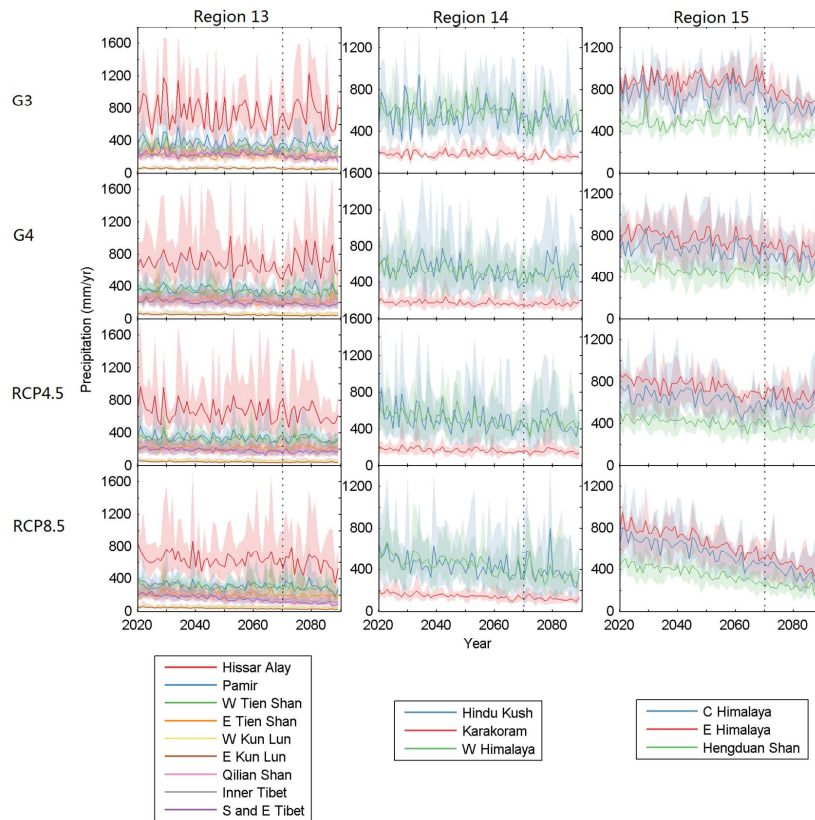 Region 13 Region 14 Region 15
G3
1600
1200
800
400
0
1200
800
400
1600
1200
800
400
0
G4
1600
1200
800
400
0
1200
800
400
1600
1200
800
400
0
RCP4.5
1600
1200
800
400
0
1200
800
400
0
1200
800
400
0
RCP8.5
1600
1200
800
400
0
1200
800
400
0
1200
800
400
0
Precipitation (mm/yr)
2020 2040 2060 2080 2020 2040 2060 2080 2020 2040 2060 2080
Year
Hissar Alay
Pamir
W Tien Shan
E Tien Shan
W Kun Lun
E Kun Lun
Qilian Shan
Inner Tibet
S and E Tibet
Hindu Kush
Karakoram
W Himalaya
C Himalaya
E Himalaya
Hengduan Shan